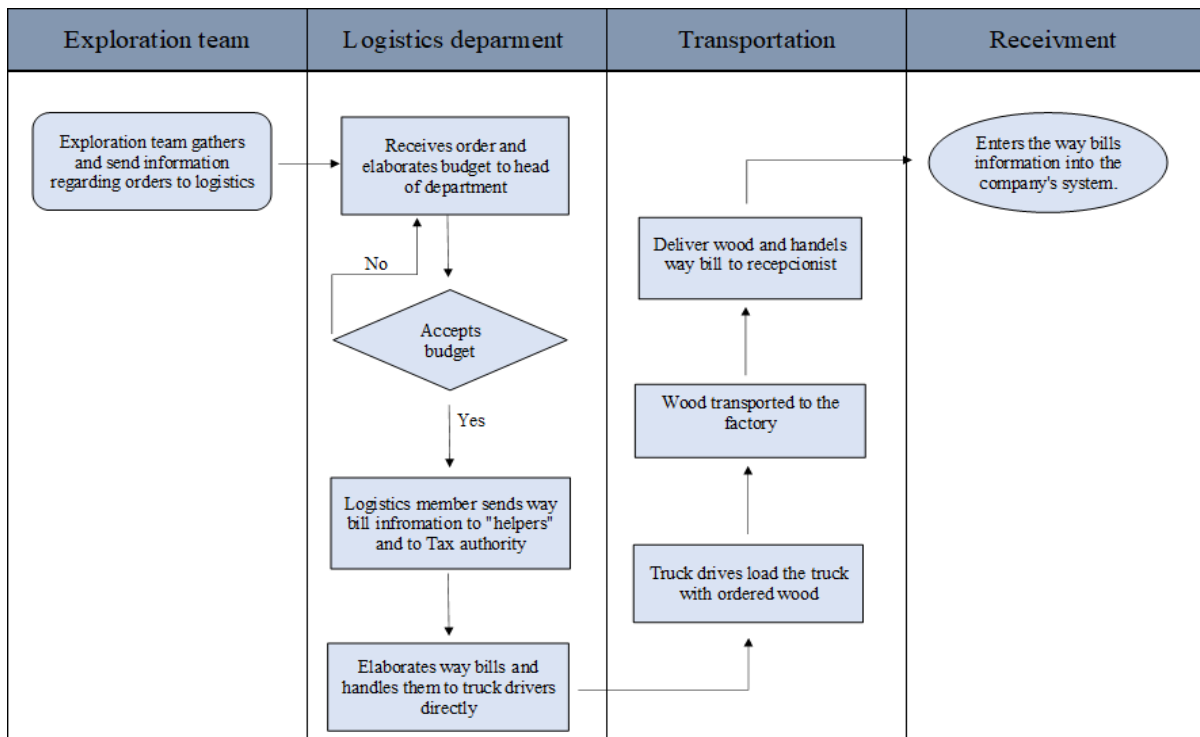 Exploration team
Logistics deparment
Transportation
Receivment
Exploration team gathers
and send information
regarding orders to logistics
Receives order and
elaborates budget to head
of department
No
Accepts
budget
Yes
Logistics member sends way
bill infromation to "helpers"
and to Tax authority
Elaborates way bills and
handles them to truck drivers
directly
Truck drives load the truck
with ordered wood
Wood transported to the
factory
Deliver wood and handels
way bill to recepcionist
Enters the way bills
information into the
company's system.